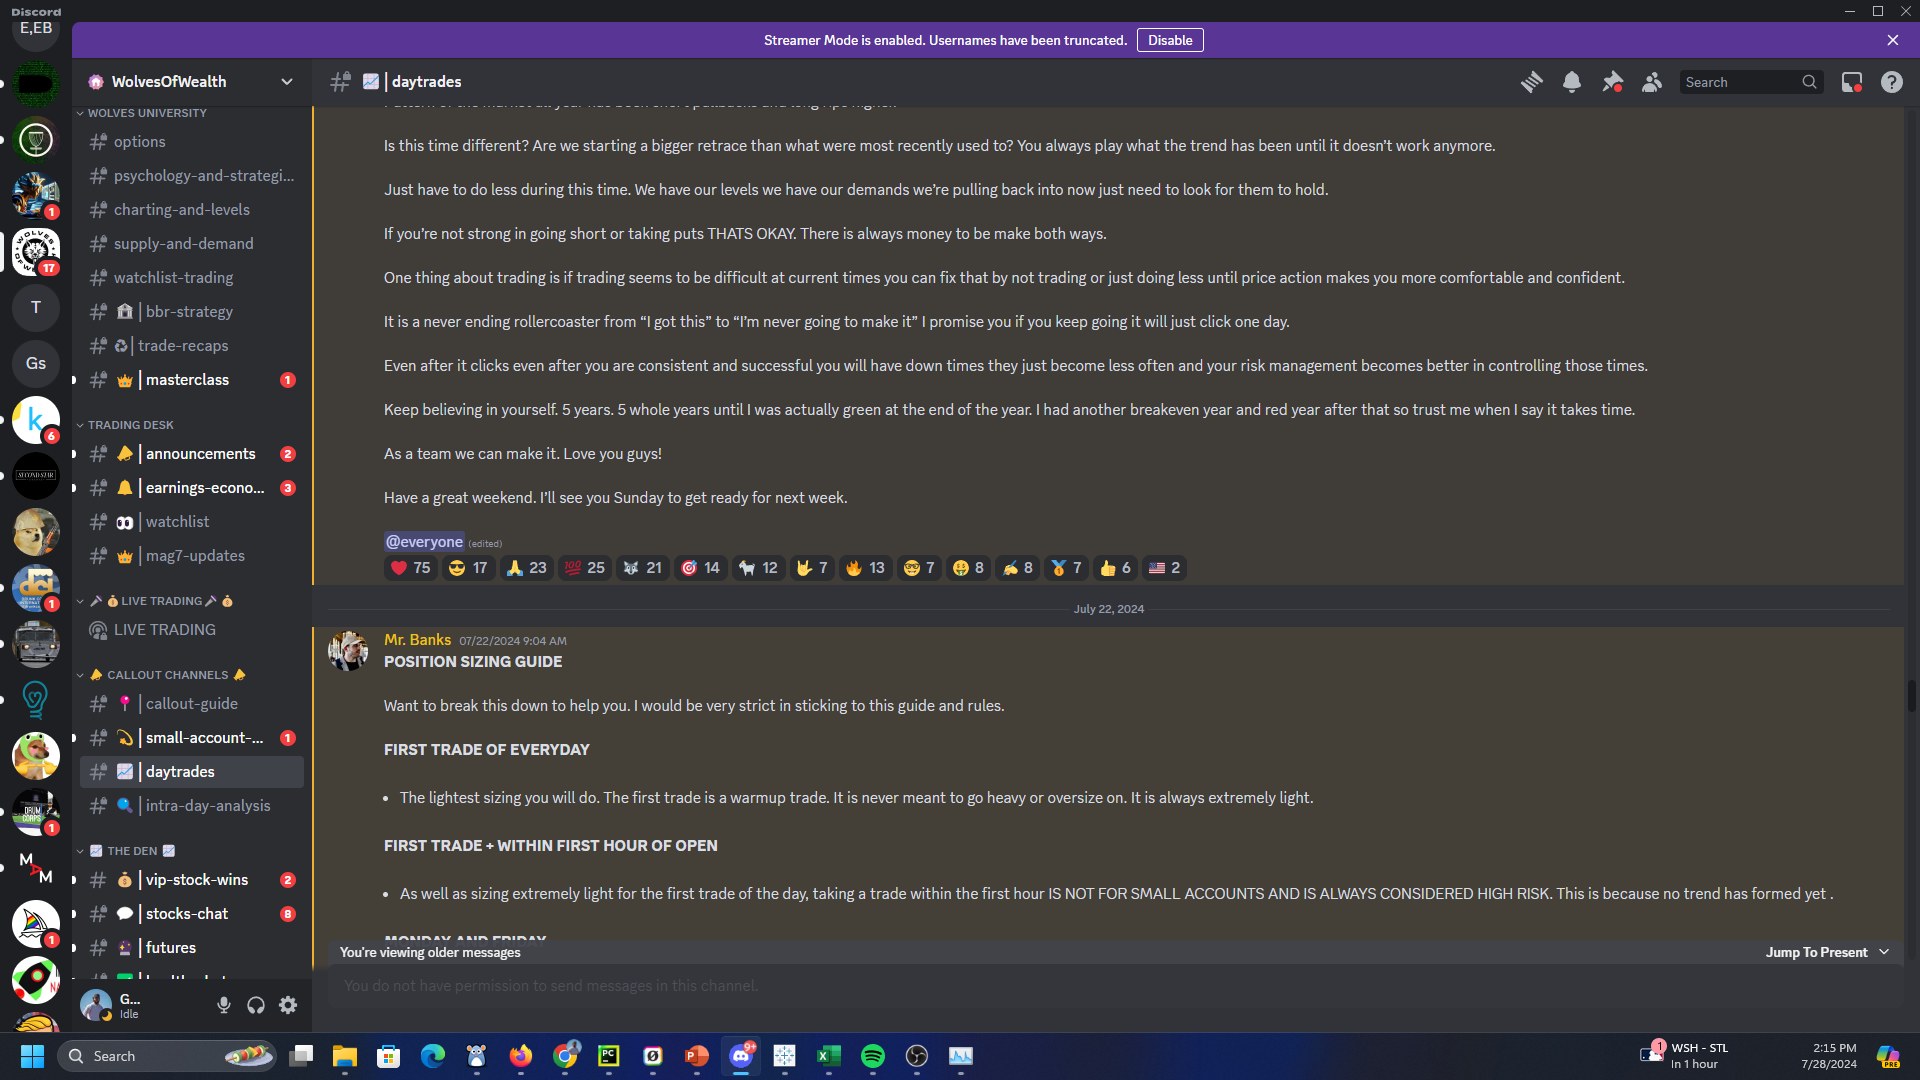 Discord
E,EB
Streamer Mode is enabled. Usernames have been truncated. Disable
WolvesOfWealth
| daytrades
Search
WOLVES UNIVERSITY
options
psychology-and-strategi...
charting-and-levels
supply-and-demand
watchlist-trading
| bbr-strategy
| trade-recaps
| masterclass 1
TRADING DESK
| announcements 2
| earnings-econo... 3
| watchlist
| mag7-updates
LIVE TRADING
LIVE TRADING
CALLOUT CHANNELS
| callout-guide
| small-account-... 1
| daytrades
| intra-day-analysis
THE DEN
| vip-stock-wins 2
| stocks-chat 8
| futures
1
WOLVES
17
T
Gs
k
6
SECOND STAR
dci
1
DRUM CORPS
1
M A M
1
G...
Idle
Is this time different? Are we starting a bigger retrace than what were most recently used to? You always play what the trend has been until it doesn’t work anymore.
Just have to do less during this time. We have our levels we have our demands we’re pulling back into now just need to look for them to hold.
If you’re not strong in going short or taking puts THATS OKAY. There is always money to be make both ways.
One thing about trading is if trading seems to be difficult at current times you can fix that by not trading or just doing less until price action makes you more comfortable and confident.
It is a never ending rollercoaster from “I got this” to “I’m never going to make it” I promise you if you keep going it will just click one day.
Even after it clicks even after you are consistent and successful you will have down times they just become less often and your risk management becomes better in controlling those times.
Keep believing in yourself. 5 years. 5 whole years until I was actually green at the end of the year. I had another breakeven year and red year after that so trust me when I say it takes time.
As a team we can make it. Love you guys!
Have a great weekend. I’ll see you Sunday to get ready for next week.
@everyone (edited)
75 17 23 100 25 21 14 12 7 13 7 8 8 7 6 2
July 22, 2024
Mr. Banks 07/22/2024 9:04 AM
POSITION SIZING GUIDE
Want to break this down to help you. I would be very strict in sticking to this guide and rules.
FIRST TRADE OF EVERYDAY
• The lightest sizing you will do. The first trade is a warmup trade. It is never meant to go heavy or oversize on. It is always extremely light.
FIRST TRADE + WITHIN FIRST HOUR OF OPEN
• As well as sizing extremely light for the first trade of the day, taking a trade within the first hour IS NOT FOR SMALL ACCOUNTS AND IS ALWAYS CONSIDERED HIGH RISK. This is because no trend has formed yet .
MONDAY AND FRIDAY
You're viewing older messages
Jump To Present
You do not have permission to send messages in this channel.
Search
PC
9+
1
WSH - STL
In 1 hour
2:15 PM
7/28/2024
PRE